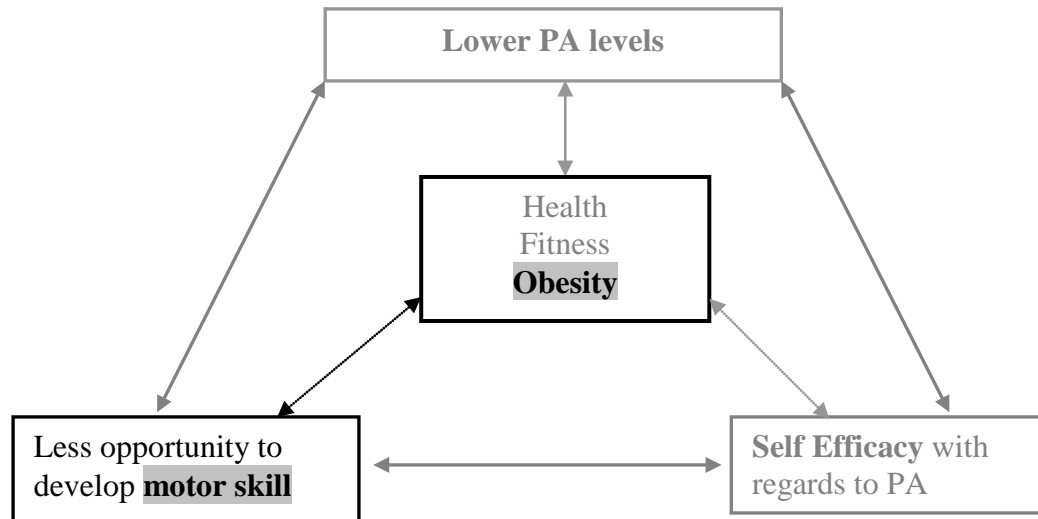 Lower PA levels
Health
Fitness
Obesity
Less opportunity to
develop motor skill
Self Efficacy with
regards to PA